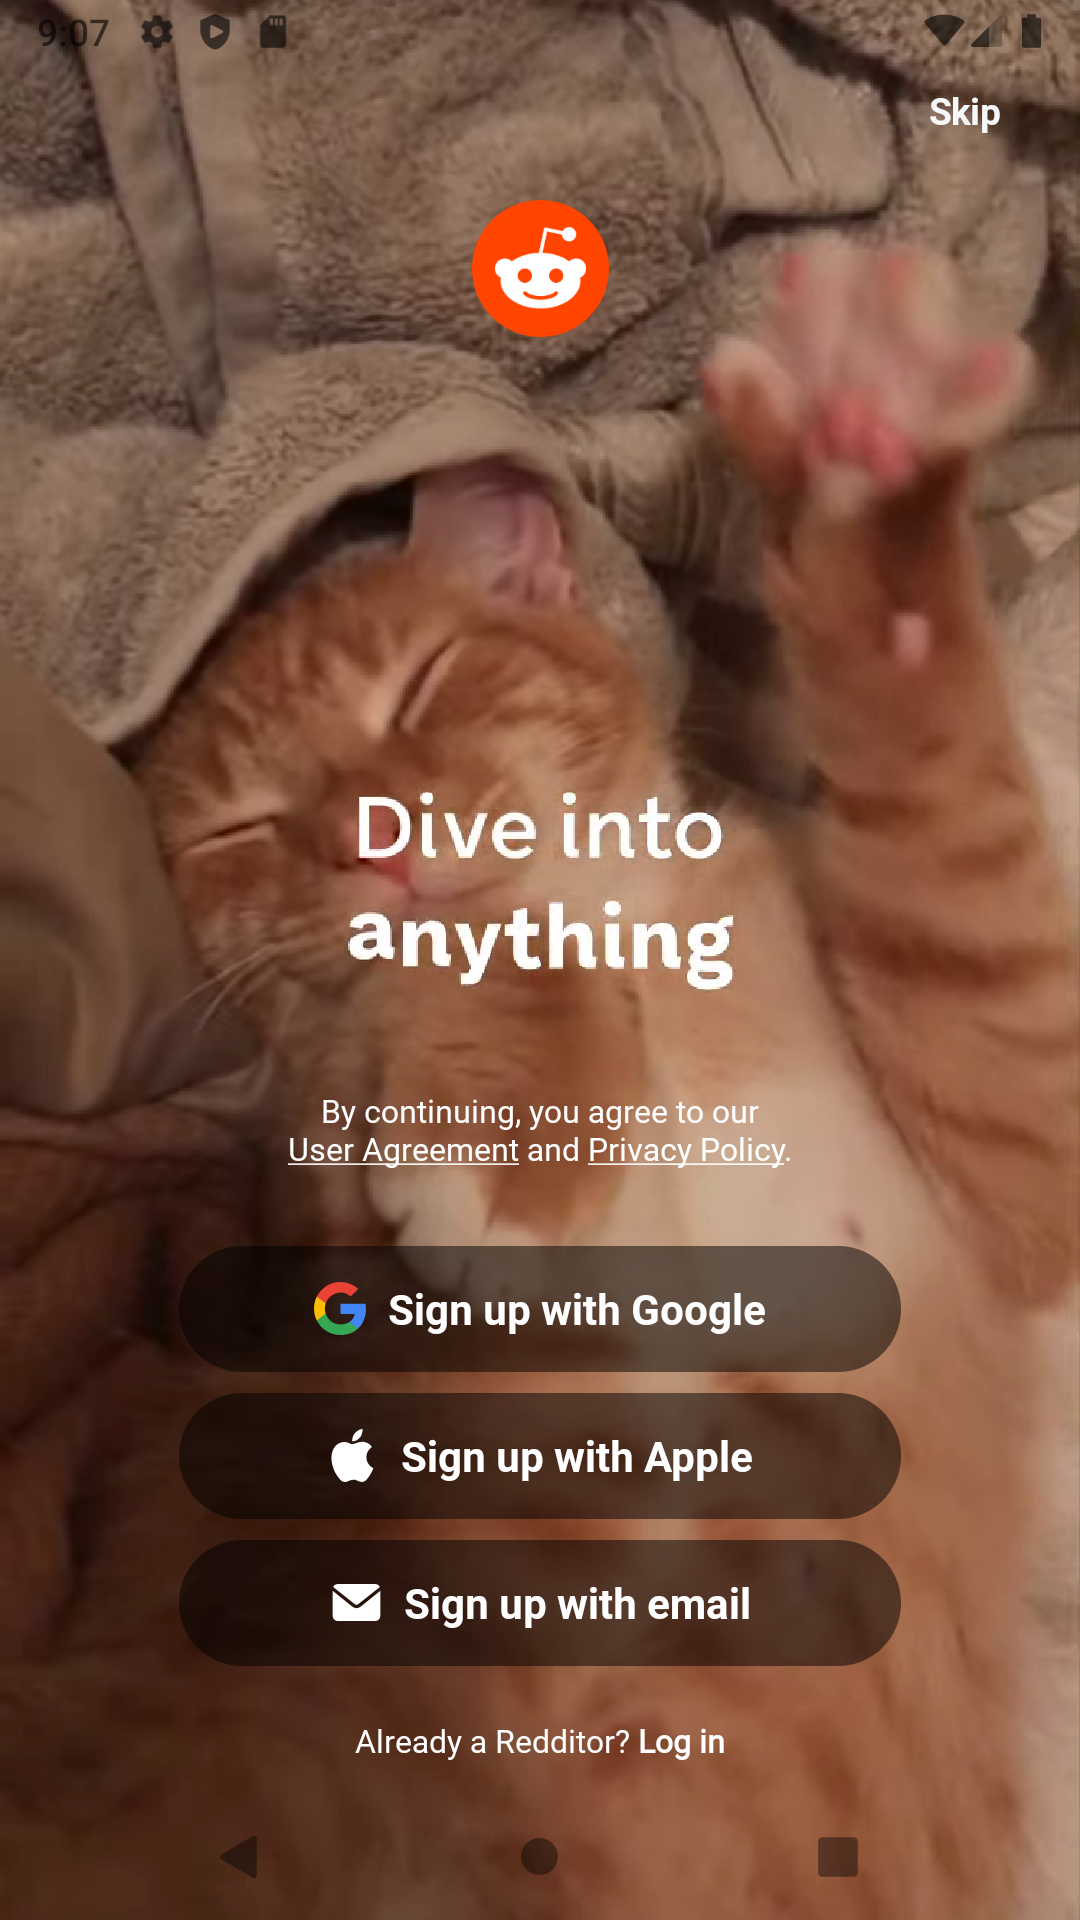 9:07
Skip
Dive into
anything
By continuing, you agree to our
User Agreement and Privacy Policy.
Sign up with Google
Sign up with Apple
Sign up with email
Already a Redditor? Log in